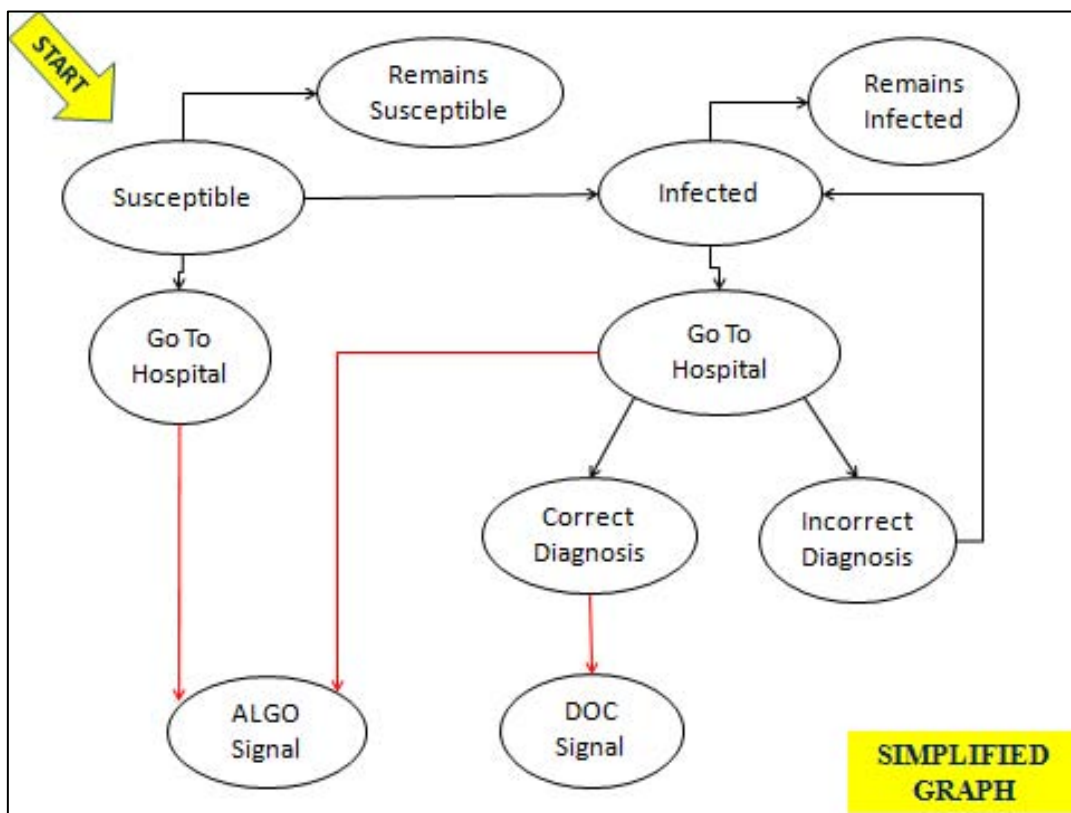 START
Remains
Susceptible
Remains
Infected
Susceptible
Infected
Go To
Hospital
Go To
Hospital
Correct
Diagnosis
Incorrect
Diagnosis
ALGO
Signal
DOC
Signal
SIMPLIFIED
GRAPH